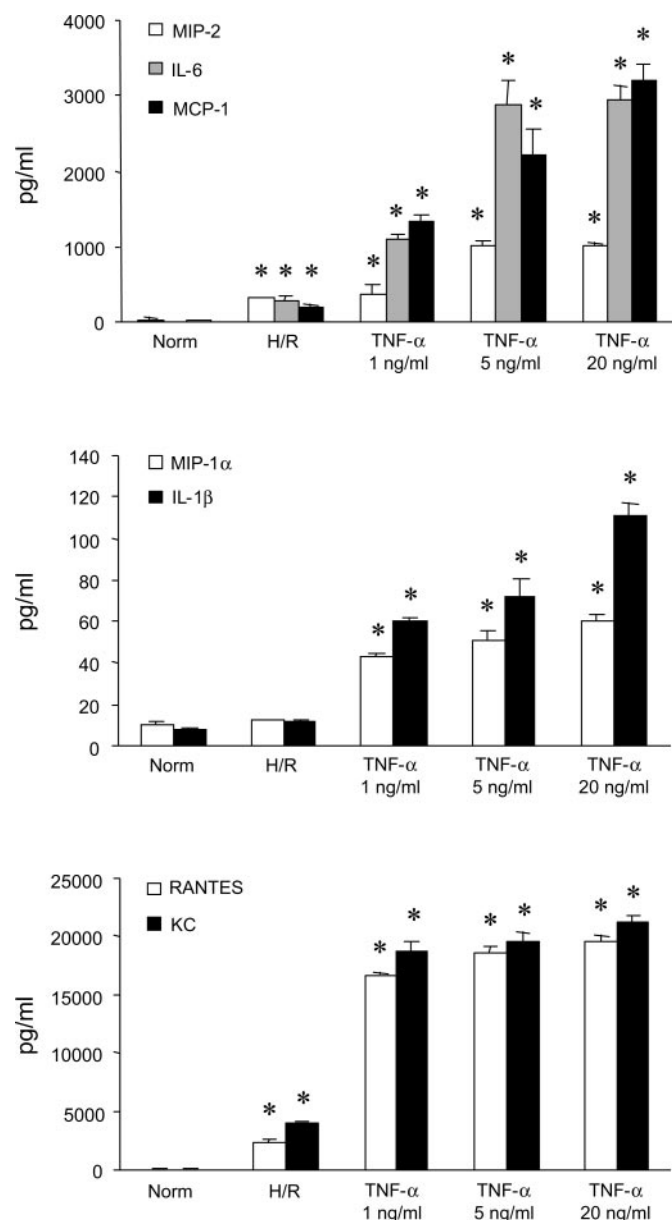 4000
MIP-2
IL-6
3000
MCP-1
pg/ml
2000
1000
0
* * * * * * * * * * * *
Norm H/R TNF-α TNF-α TNF-α
1 ng/ml 5 ng/ml 20 ng/ml
140
MIP-1α
120
IL-1β
100
pg/ml
80
60
40
20
0
* * * * * *
Norm H/R TNF-α TNF-α TNF-α
1 ng/ml 5 ng/ml 20 ng/ml
25000
RANTES
KC
20000
15000
pg/ml
10000
5000
0
* * * * * * * *
Norm H/R TNF-α TNF-α TNF-α
1 ng/ml 5 ng/ml 20 ng/ml